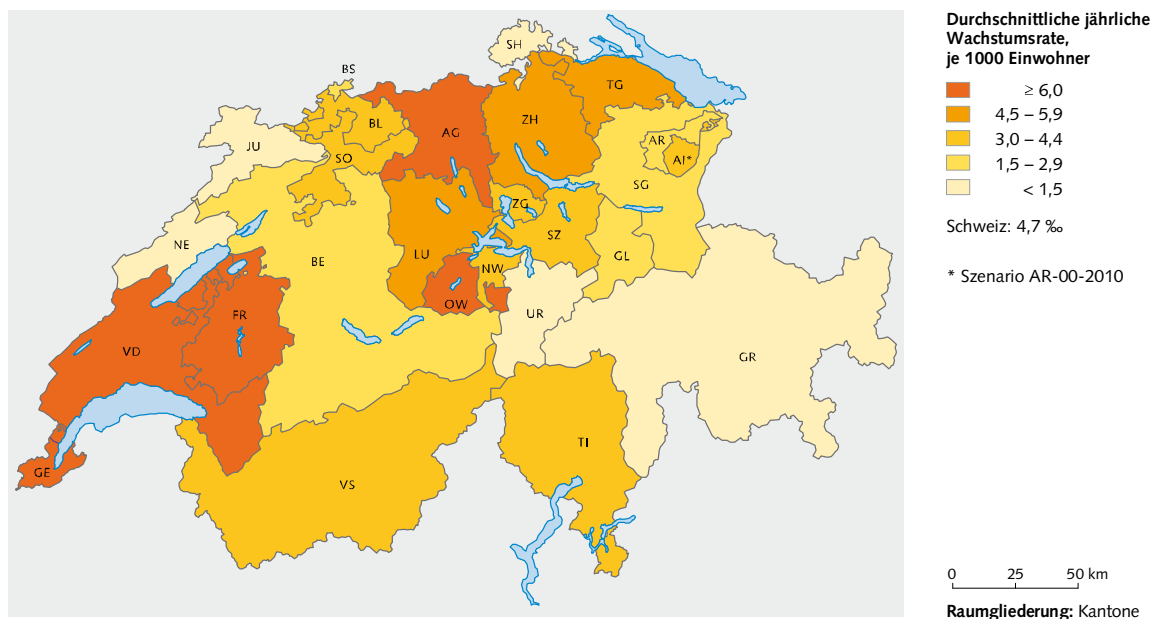 Durchschnittliche jährliche
Wachstumsrate,
je 1000 Einwohner
≥ 6,0
4,5 – 5,9
3,0 – 4,4
1,5 – 2,9
< 1,5
Schweiz: 4,7 ‰
* Szenario AR-00-2010
0 25 50 km
Raumgliederung: Kantone
SH
BS
TG
BL
ZH
AG
AR
JU
SO
AI*
SG
ZG
SZ
NE
LU
GL
BE
NW
OW
UR
FR
VD
GR
TI
GE
VS